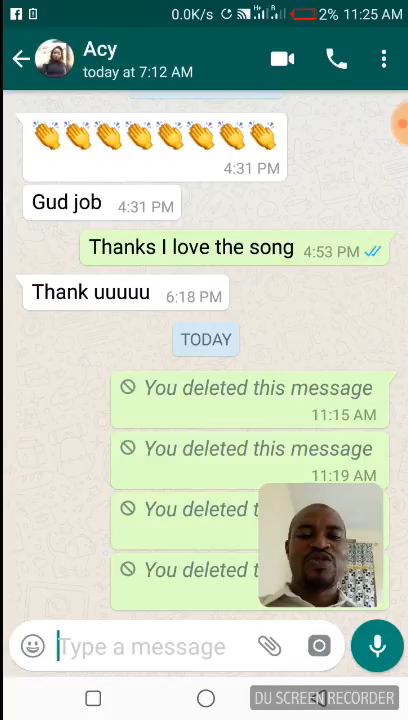 0.0K/s 2% 11:25 AM
Acy
today at 7:12 AM
4:31 PM
Gud job 4:31 PM
Thanks I love the song 4:53 PM
Thank uuuuu 6:18 PM
TODAY
You deleted this message
11:15 AM
You deleted this message
11:19 AM
You deleted
You deleted
Type a message
DU SCREEN RECORDER